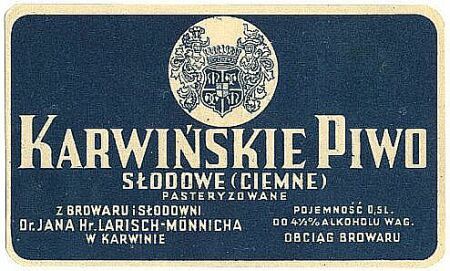 KARWIŃSKIE PIWO
SŁODOWE (CIEMNE)
PASTERYZOWANE
Z BROWARU i SŁODOWNI
Dr. JANA Hr. LARISCH-MÖNNICHA
W KARWINIE
POJEMNOŚĆ 0,5 L.
DO 4½% ALKOHOLU WAG.
OBCIĄG BROWARU